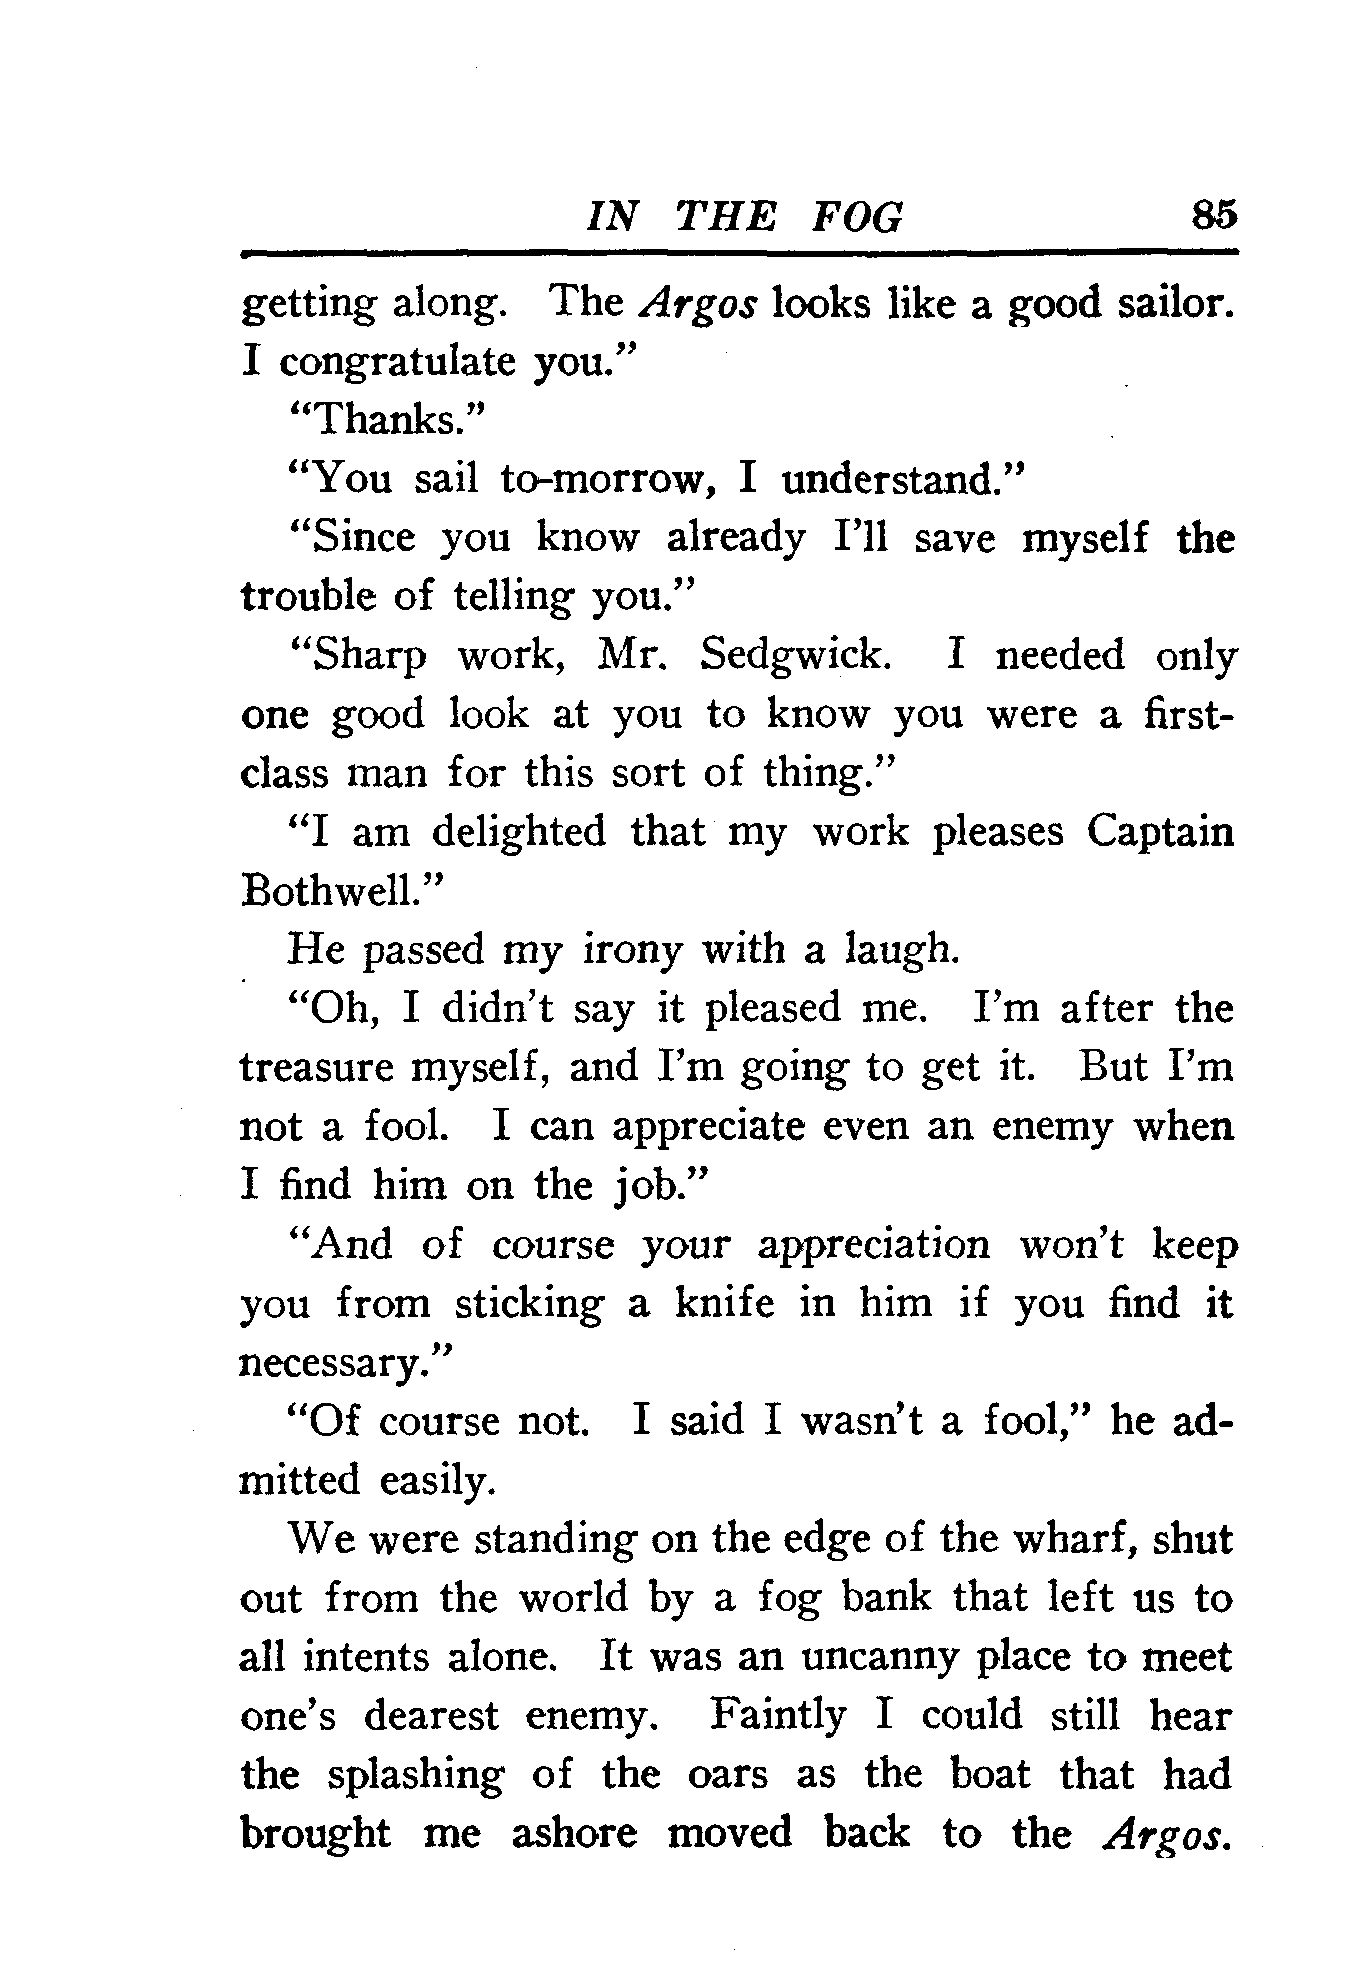 IN THE FOG 85
getting along. The Argos looks like a good sailor.
I congratulate you.”
“Thanks.”
“You sail to-morrow, I understand.”
“Since you know already I’ll save myself the
trouble of telling you.”
“Sharp work, Mr. Sedgwick. I needed only
one good look at you to know you were a first-
class man for this sort of thing.”
“I am delighted that my work pleases Captain
Bothwell.”
He passed my irony with a laugh.
“Oh, I didn’t say it pleased me. I’m after the
treasure myself, and I’m going to get it. But I’m
not a fool. I can appreciate even an enemy when
I find him on the job.”
“And of course your appreciation won’t keep
you from sticking a knife in him if you find it
necessary.”
“Of course not. I said I wasn’t a fool,” he ad-
mitted easily.
We were standing on the edge of the wharf, shut
out from the world by a fog bank that left us to
all intents alone. It was an uncanny place to meet
one’s dearest enemy. Faintly I could still hear
the splashing of the oars as the boat that had
brought me ashore moved back to the Argos.